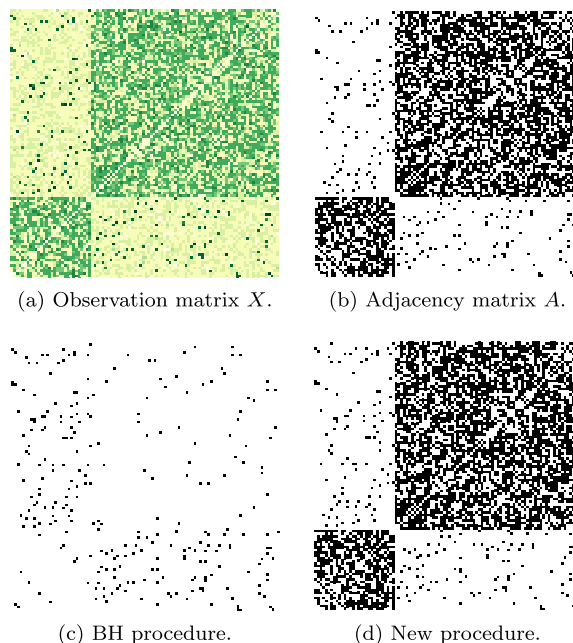 (a) Observation matrix X.
(b) Adjacency matrix A.
(c) BH procedure.
(d) New procedure.